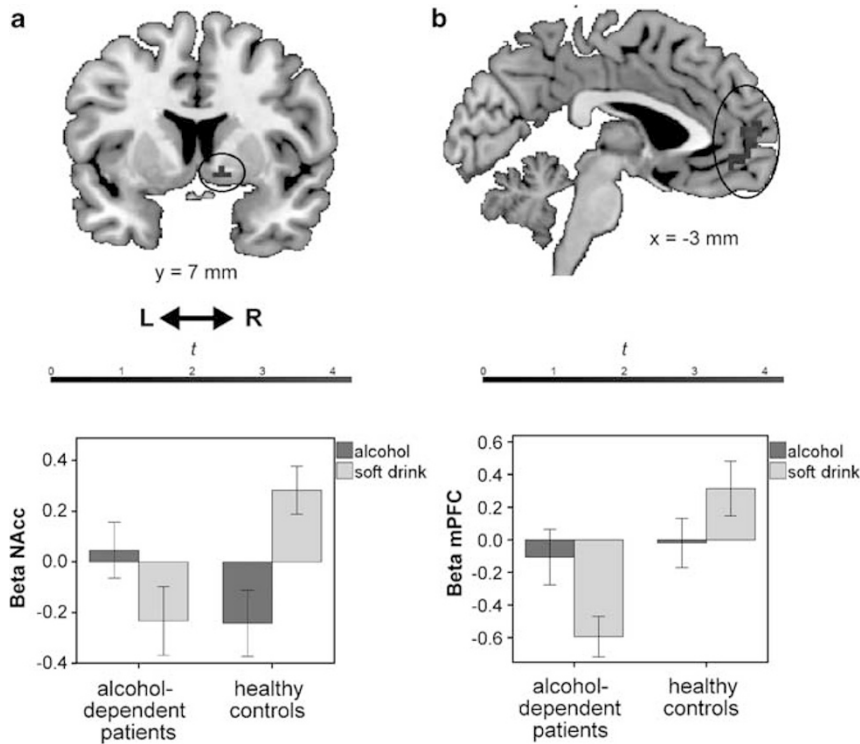 a
b
y = 7 mm
x = -3 mm
L R
t
0 1 2 3 4
t
0 1 2 3 4
alcohol
soft drink
Beta NAcc
0.4
0.2
0.0
-0.2
-0.4
alcohol-
dependent
patients
healthy
controls
alcohol
soft drink
Beta mPFC
0.6
0.4
0.2
0.0
-0.2
-0.4
-0.6
alcohol-
dependent
patients
healthy
controls